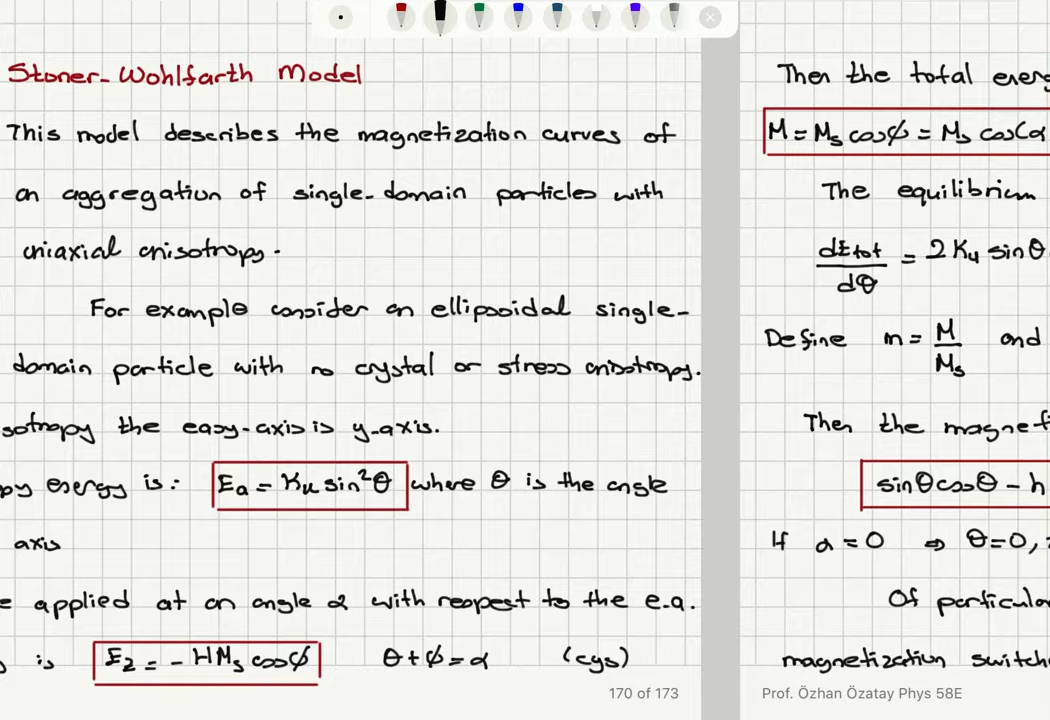 Stoner-Wohlfarth Model
This model describes the magnetization curves of
an aggregation of single-domain particles with
uniaxial anisotropy.
For example consider an ellipsoidal single-
domain particle with no crystal or stress anisotropy.
sotropy the easy-axis is y-axis.
py energy is: Ea = Ku sin²θ where θ is the angle
axis
e applied at an angle α with respect to the e.a.
is E2 = - HMs cosϕ θ+ϕ=α (cgs)
170 of 173
Then the total energ
M = Ms cosϕ = Ms cos(α
The equilibrium
dEtot/dθ = 2Ku sinθ
Define m = M/Ms and
Then the magne
sinθcosθ - h
If α = 0 ⇒ θ=0,
Of particula
magnetization switch
Prof. Özhan Özatay Phys 58E